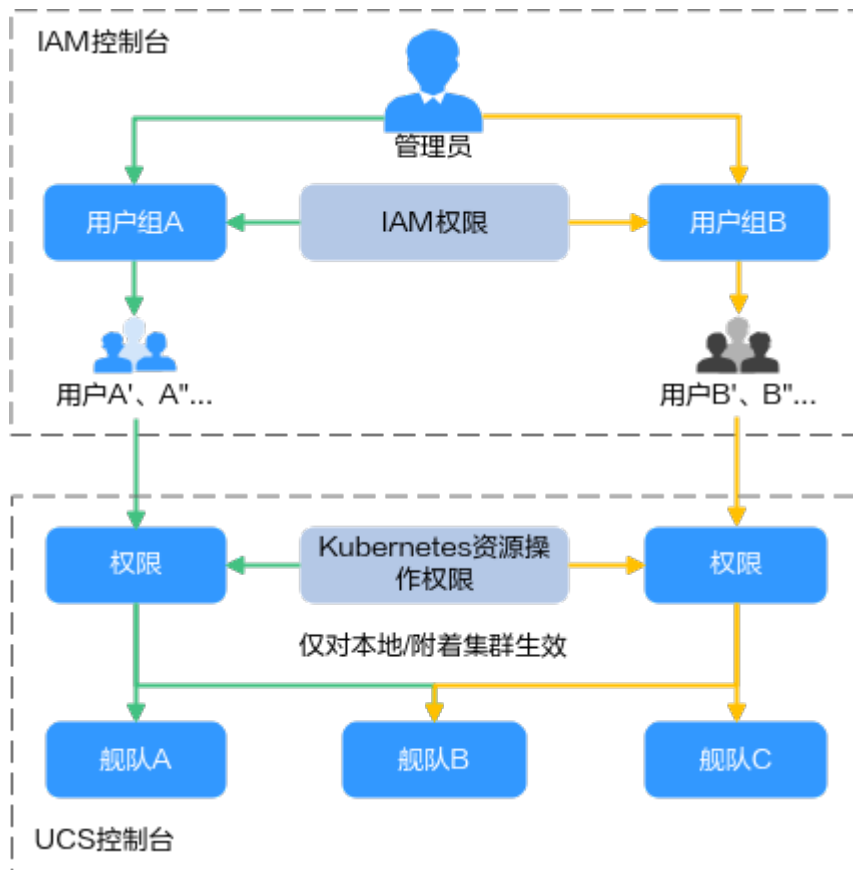 IAM控制台
管理员
用户组A
IAM权限
用户组B
用户A'、A"...
用户B'、B"...
权限
Kubernetes资源操
作权限
权限
仅对本地/附着集群生效
舰队A
舰队B
舰队C
UCS控制台